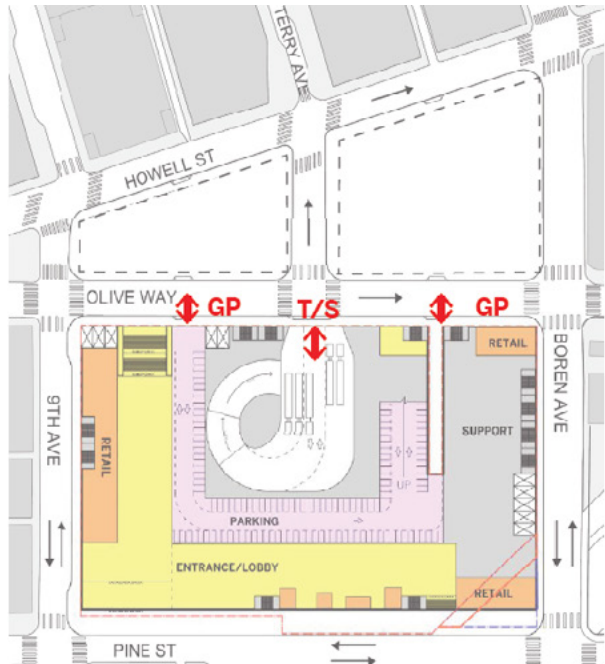 TERRY AVE
HOWELL ST
OLIVE WAY
GP
T/S
GP
RETAIL
BOREN AVE
9TH AVE
RETAIL
SUPPORT
UP
PARKING
ENTRANCE/LOBBY
RETAIL
PINE ST